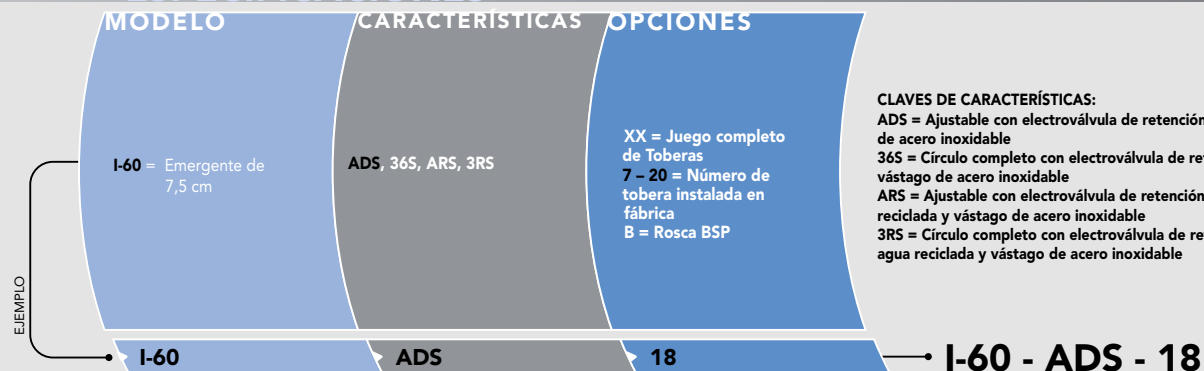 MODELO
CARACTERÍSTICAS
OPCIONES
I-60 = Emergente de
7,5 cm
ADS, 36S, ARS, 3RS
XX = Juego completo
de Toberas
7 – 20 = Número de
tobera instalada en
fábrica
B = Rosca BSP
CLAVES DE CARACTERÍSTICAS:
ADS = Ajustable con electroválvula de retención
de acero inoxidable
36S = Círculo completo con electroválvula de
vástago de acero inoxidable
ARS = Ajustable con electroválvula de retención
reciclada y vástago de acero inoxidable
3RS = Círculo completo con electroválvula de
agua reciclada y vástago de acero inoxidable
EJEMPLO
I-60
ADS
18
I-60 - ADS - 18